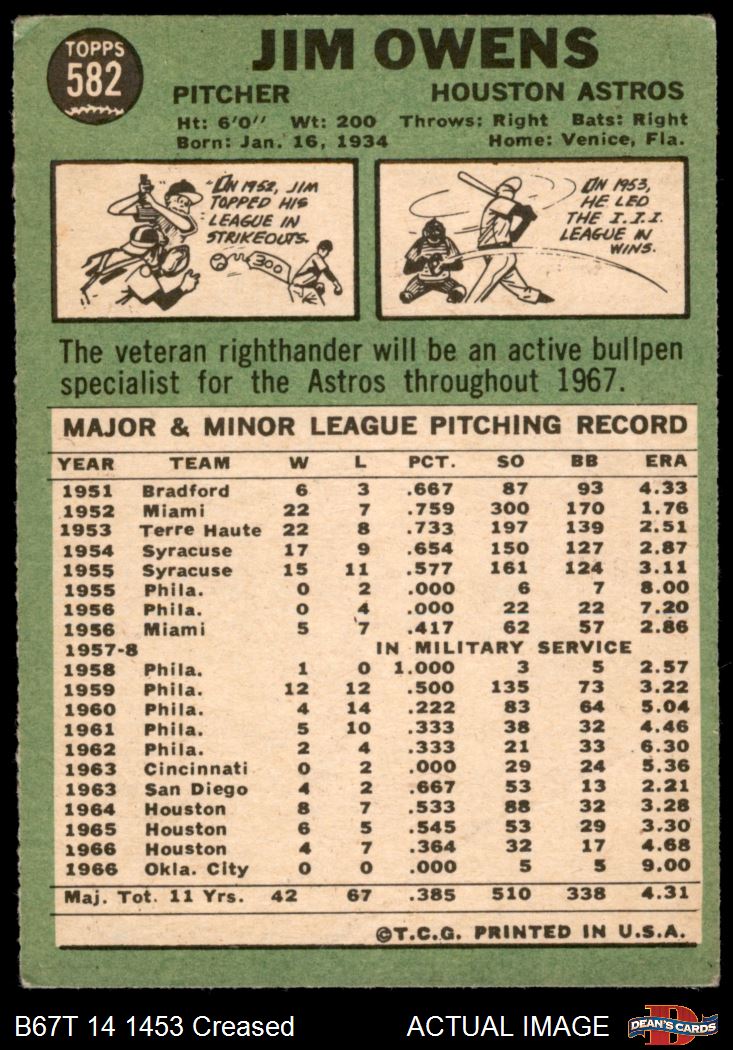 TOPPS
582
JIM OWENS
PITCHER HOUSTON ASTROS
Ht: 6'0" Wt: 200 Throws: Right Bats: Right
Born: Jan. 16, 1934 Home: Venice, Fla.
"IN 1952, JIM
TOPPED HIS
LEAGUE IN
STRIKEOUTS.
300
IN 1953,
HE LED
THE I.I.I.
LEAGUE IN
WINS.
The veteran righthander will be an active bullpen
specialist for the Astros throughout 1967.
MAJOR & MINOR LEAGUE PITCHING RECORD
YEAR TEAM W L PCT. SO BB ERA
1951 Bradford 6 3 .667 87 93 4.33
1952 Miami 22 7 .759 300 170 1.76
1953 Terre Haute 22 8 .733 197 139 2.51
1954 Syracuse 17 9 .654 150 127 2.87
1955 Syracuse 15 11 .577 161 124 3.11
1955 Phila. 0 2 .000 6 7 8.00
1956 Phila. 0 4 .000 22 22 7.20
1956 Miami 5 7 .417 62 57 2.86
1957-8 IN MILITARY SERVICE
1958 Phila. 1 0 1.000 3 5 2.57
1959 Phila. 12 12 .500 135 73 3.22
1960 Phila. 4 14 .222 83 64 5.04
1961 Phila. 5 10 .333 38 32 4.46
1962 Phila. 2 4 .333 21 33 6.30
1963 Cincinnati 0 2 .000 29 24 5.36
1963 San Diego 4 2 .667 53 13 2.21
1964 Houston 8 7 .533 88 32 3.28
1965 Houston 6 5 .545 53 29 3.30
1966 Houston 4 7 .364 32 17 4.68
1966 Okla. City 0 0 .000 5 5 9.00
Maj. Tot. 11 Yrs. 42 67 .385 510 338 4.31
©T.C.G. PRINTED IN U.S.A.
B67T 14 1453 Creased ACTUAL IMAGE
D
DEAN'S CARDS